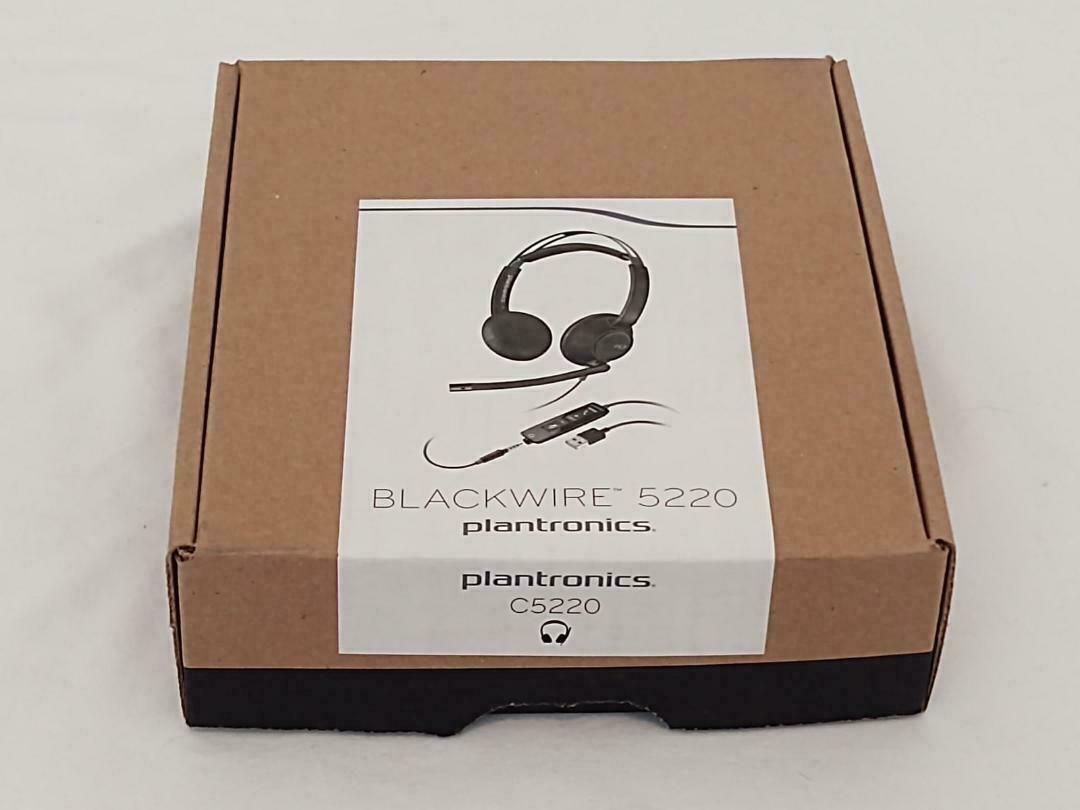 BLACKWIRE™ 5220
plantronics.
plantronics.
C5220